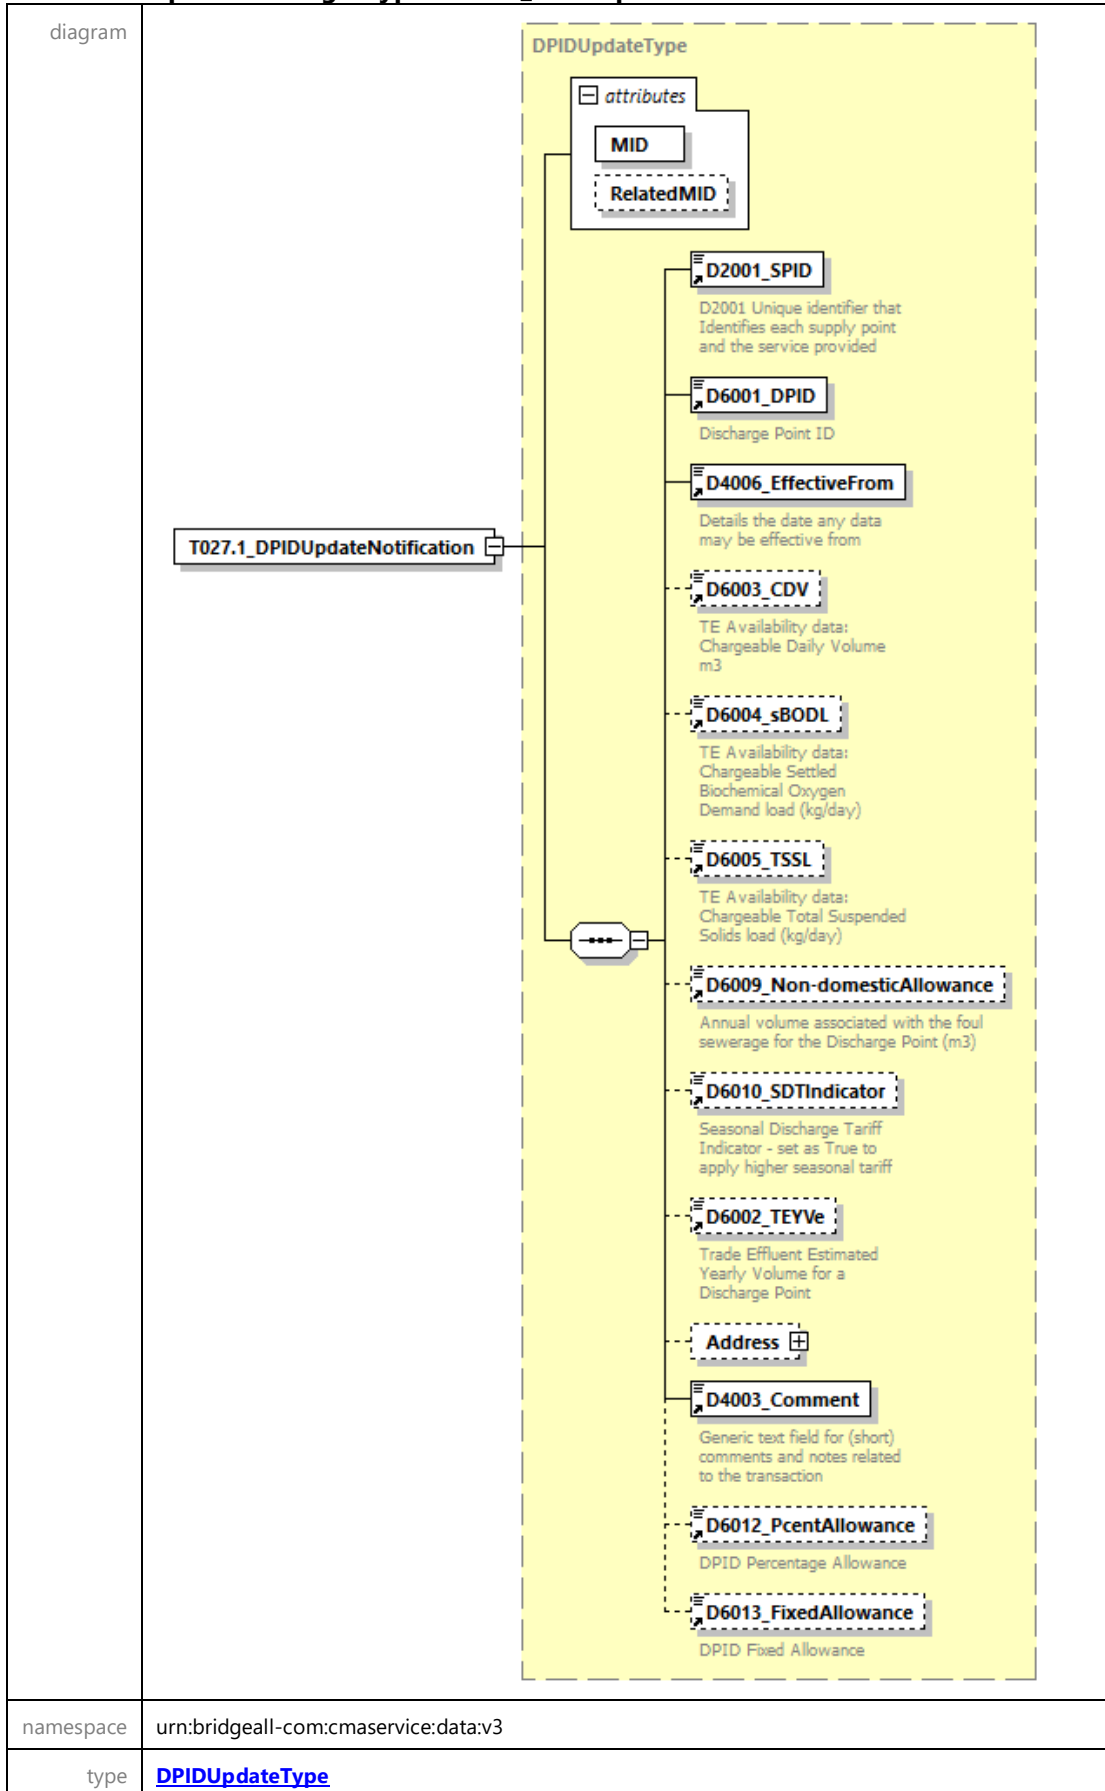 diagram
DPIDUpdateType
attributes
MID
RelatedMID
D2001_SPID
D2001 Unique identifier that
Identifies each supply point
and the service provided
D6001_DPID
Discharge Point ID
D4006_EffectiveFrom
Details the date any data
may be effective from
T027.1_DPIDUpdateNotification
D6003_CDV
TE Availability data:
Chargeable Daily Volume
m3
D6004_sBODL
TE Availability data:
Chargeable Settled
Biochemical Oxygen
Demand load (kg/day)
D6005_TSSL
TE Availability data:
Chargeable Total Suspended
Solids load (kg/day)
D6009_Non-domesticAllowance
Annual volume associated with the foul
sewerage for the Discharge Point (m3)
D6010_SDTIndicator
Seasonal Discharge Tariff
Indicator - set as True to
apply higher seasonal tariff
D6002_TEYVe
Trade Effluent Estimated
Yearly Volume for a
Discharge Point
Address
D4003_Comment
Generic text field for (short)
comments and notes related
to the transaction
D6012_PcentAllowance
DPID Percentage Allowance
D6013_FixedAllowance
DPID Fixed Allowance
namespace urn:bridgeall-com:cmaservice:data:v3
type DPIDUpdateType